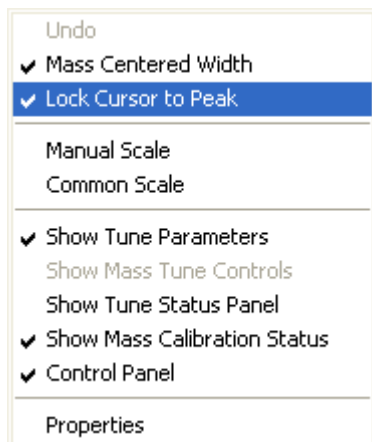 Undo
Mass Centered Width
Lock Cursor to Peak
Manual Scale
Common Scale
Show Tune Parameters
Show Mass Tune Controls
Show Tune Status Panel
Show Mass Calibration Status
Control Panel
Properties